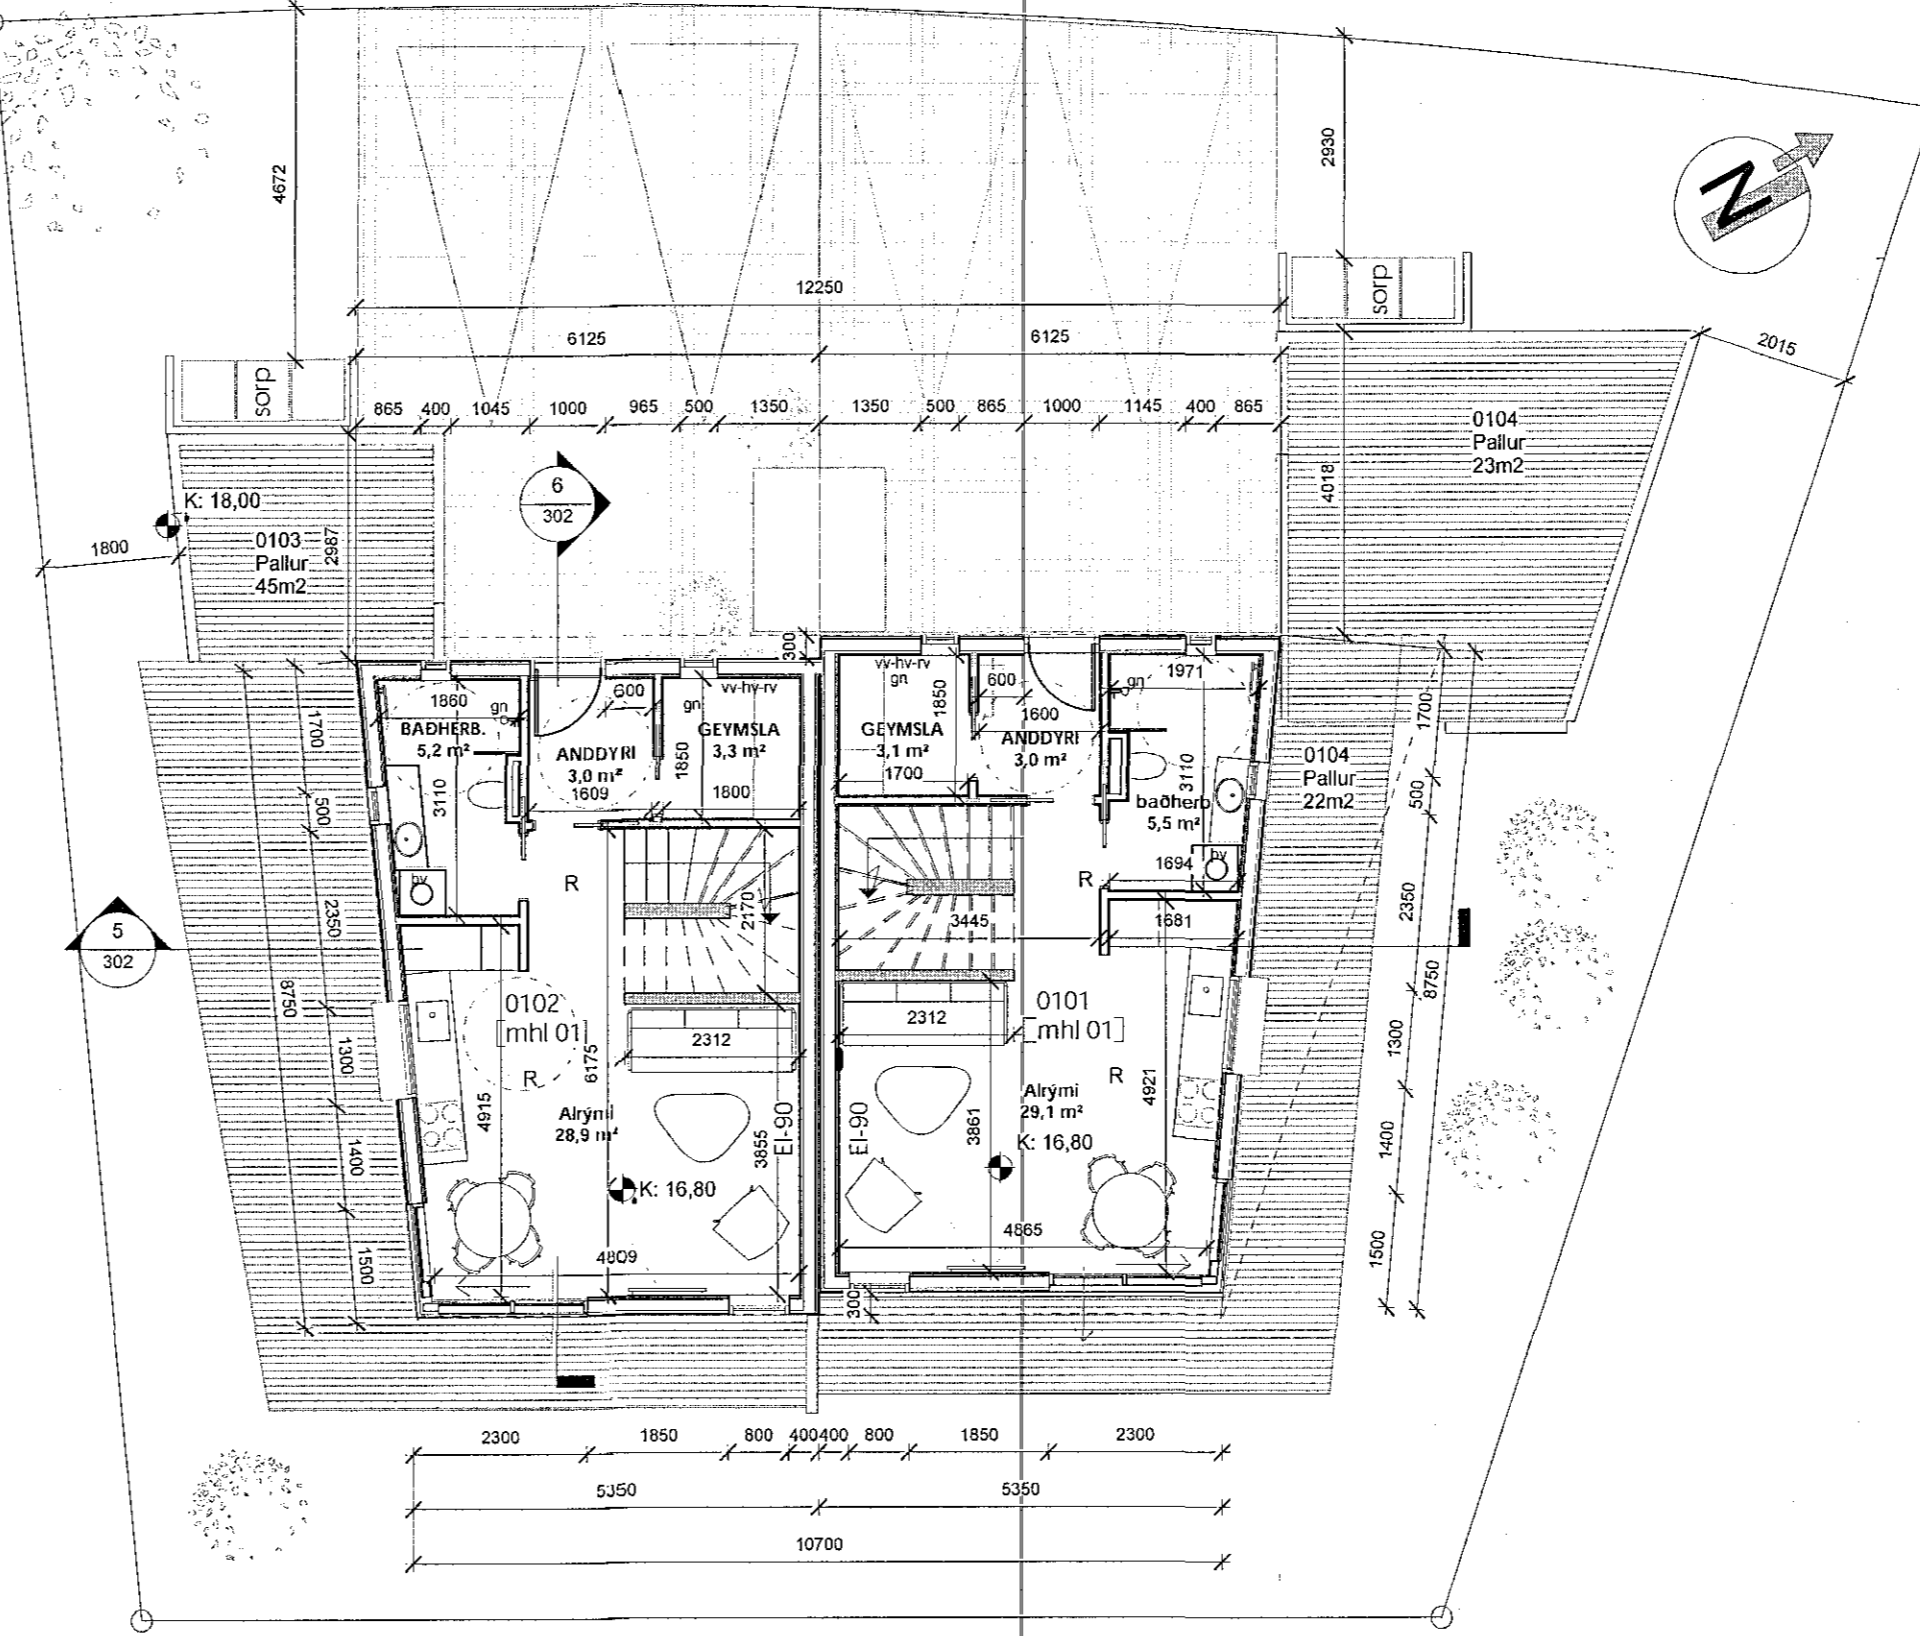 4672
2930
N
sorp
12250
6125
6125
2015
sorp
865
400
1045
1000
965
500
1350
1350
500
865
1000
1145
400
865
0104
Pallur
23m2
4018
K: 18,00
6
302
1800
0103
Pallur
45m2
2987
300
1860
gn
600
gn
vv-hv-rv
vv-hv-rv
gn
1850
600
1600
gn
1971
1700
BAÐHERB.
5,2 m²
ANDDYRI
3,0 m²
1609
GEYMSLA
3,3 m²
1850
1800
GEYMSLA
3,1 m²
1700
ANDDYRI
3,0 m²
3110
baðherb
5,5 m²
0104
Pallur
22m2
1700
500
3110
500
R
hv
R
1694
hv
2350
5
302
2350
2170
3445
1681
8750
8750
0102
[mhl 01]
R
6175
2312
2312
0101
[mhl 01]
R
1300
1300
4915
Alrými
28,9 m²
3855
EI-90
EI-90
3861
Alrými
29,1 m²
4921
K: 16,80
K: 16,80
1400
1400
4809
4865
1500
1500
300
2300
1850
800
400
400
800
1850
2300
5350
5350
10700